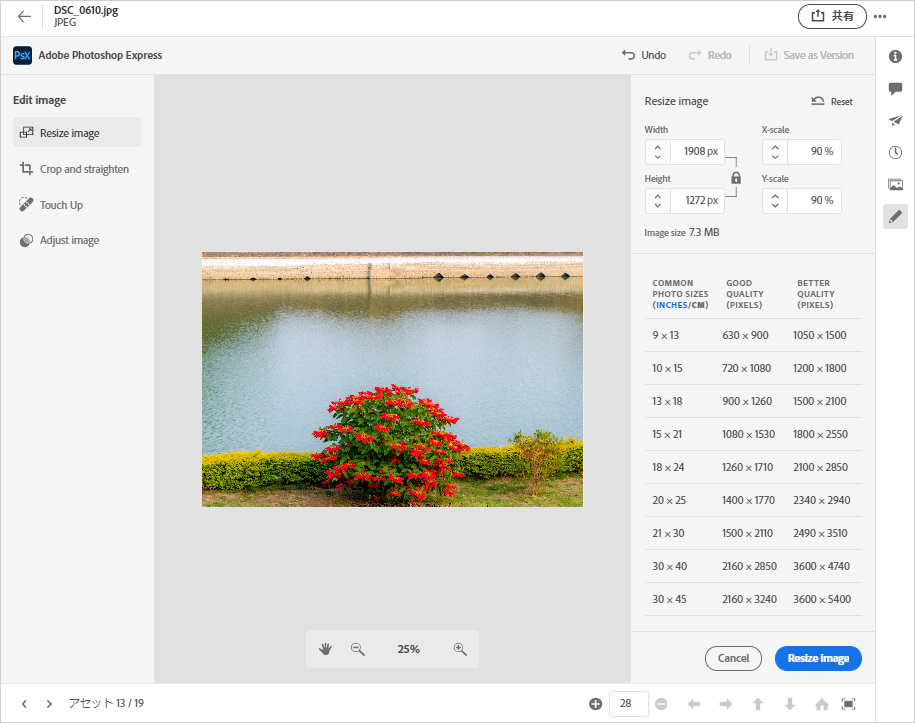 DSC_0610.jpg
JPEG
共有
PsX Adobe Photoshop Express
Undo
Redo
Save as Version
Edit image
Resize image
Crop and straighten
Touch Up
Adjust image
Resize image
Reset
Width
X-scale
1908 px
90 %
Height
Y-scale
1272 px
90 %
Image size 7.3 MB
COMMON PHOTO SIZES (INCHES/CM)
GOOD QUALITY (PIXELS)
BETTER QUALITY (PIXELS)
9 × 13 630 × 900 1050 × 1500
10 × 15 720 × 1080 1200 × 1800
13 × 18 900 × 1260 1500 × 2100
15 × 21 1080 × 1530 1800 × 2550
18 × 24 1260 × 1710 2100 × 2850
20 × 25 1400 × 1770 2340 × 2940
21 × 30 1500 × 2110 2490 × 3510
30 × 40 2160 × 2850 3600 × 4740
30 × 45 2160 × 3240 3600 × 5400
25%
Cancel
Resize Image
アセット 13 / 19
28